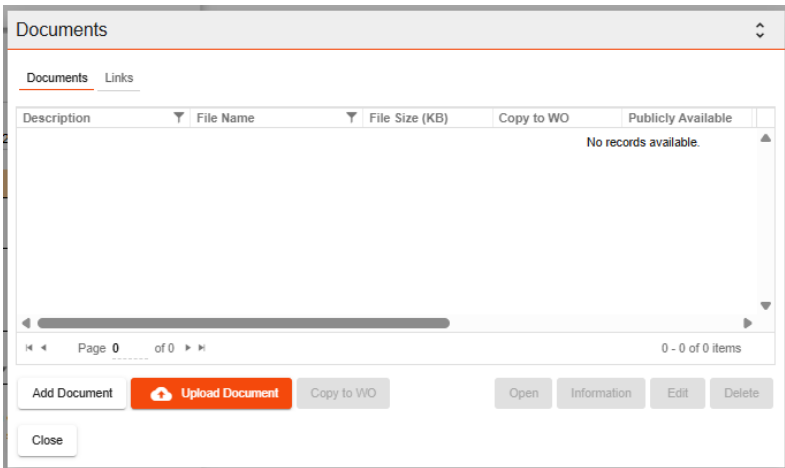 Documents
Documents Links
Description File Name File Size (KB) Copy to WO Publicly Available
No records available.
Page 0 of 0 0 - 0 of 0 items
Add Document Upload Document Copy to WO Open Information Edit Delete
Close